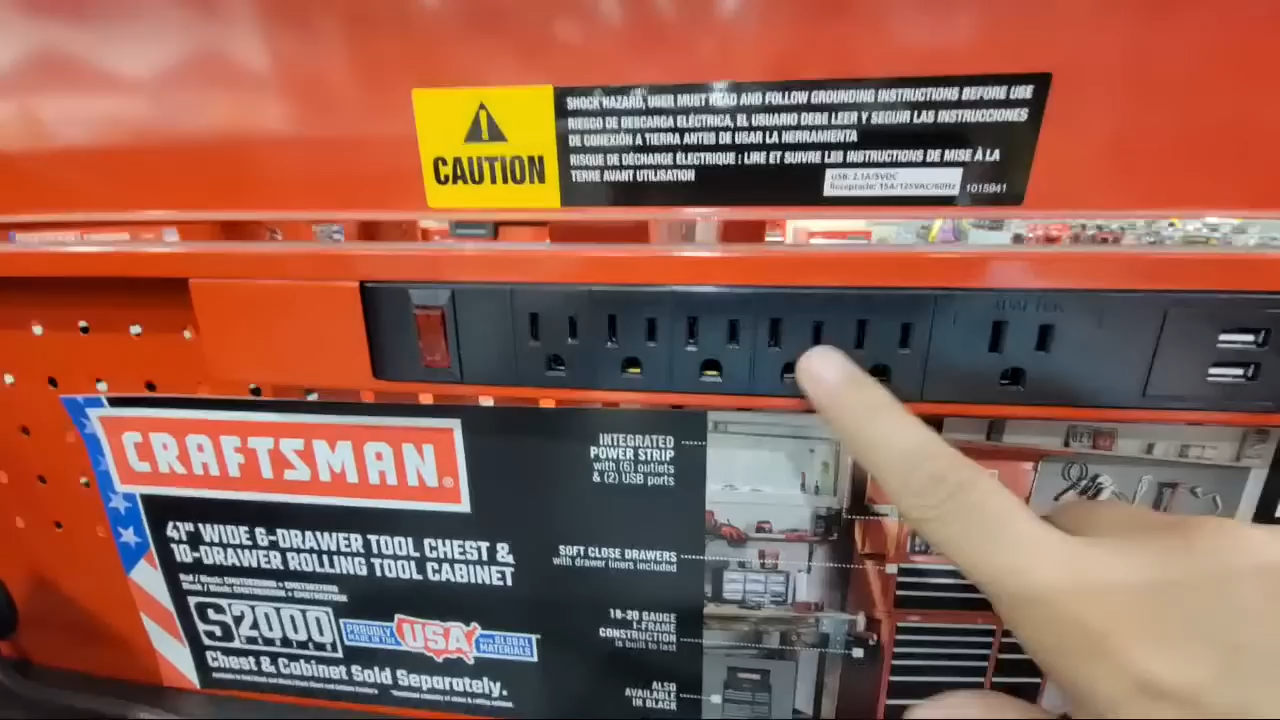 SHOCK HAZARD, USER MUST READ AND FOLLOW GROUNDING INSTRUCTIONS BEFORE USE
RIESGO DE DESCARGA ELÉCTRICA, EL USUARIO DEBE LEER Y SEGUIR LAS INSTRUCCIONES
DE CONEXIÓN A TIERRA ANTES DE USAR LA HERRAMIENTA
RISQUE DE DÉCHARGE ÉLECTRIQUE : LIRE ET SUIVRE LES INSTRUCTIONS DE MISE À LA
TERRE AVANT UTILISATION
CAUTION
USB: 2.1A/5VDC
Receptacle: 15A/125VAC/60Hz
1015941
CRAFTSMAN®
41" WIDE 6-DRAWER TOOL CHEST &
10-DRAWER ROLLING TOOL CABINET
S2000
SERIES
PROUDLY
MADE IN THE
USA
WITH GLOBAL
MATERIALS
Chest & Cabinet Sold Separately.
INTEGRATED
POWER STRIP
with (6) outlets
& (2) USB ports
SOFT CLOSE DRAWERS
with drawer liners included
18-20 GAUGE
I-FRAME
CONSTRUCTION
is built to last
ALSO
AVAILABLE
IN BLACK